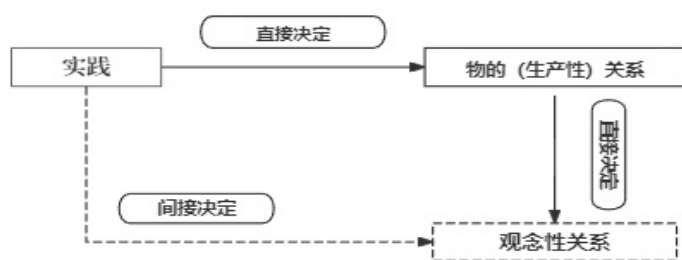 直接决定
实践
物的（生产性）关系
直接决定
间接决定
观念性关系